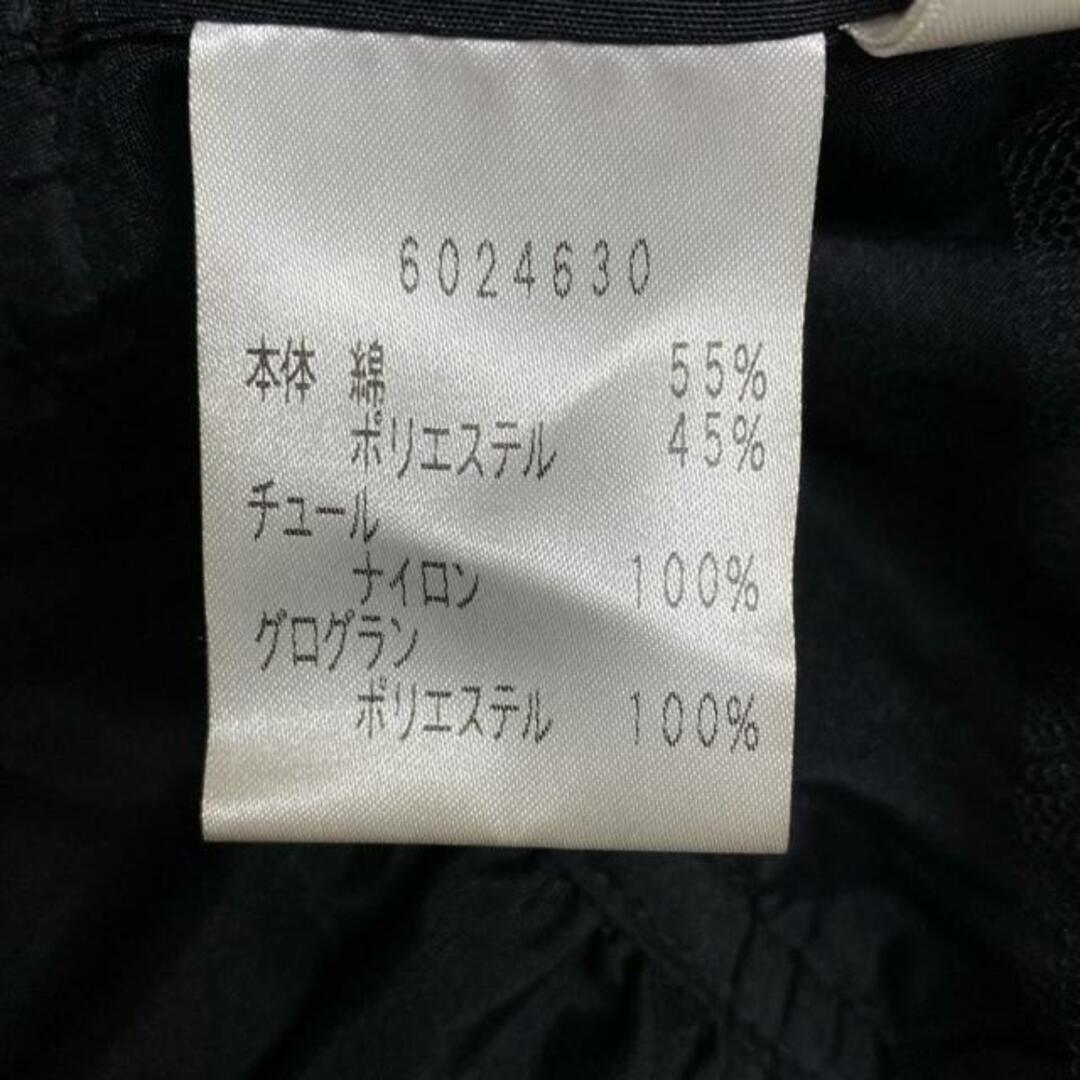 6024630
本体 綿 55%
ポリエステル 45%
チュール
ナイロン 100%
グログラン
ポリエステル 100%